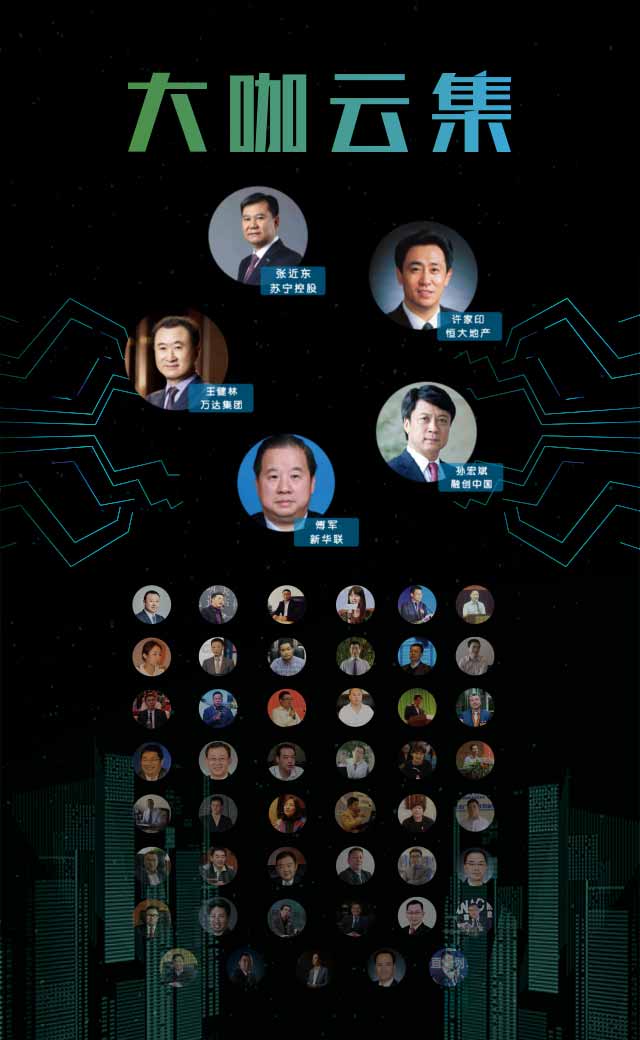 大咖云集
张近东
苏宁控股
许家印
恒大地产
王健林
万达集团
孙宏斌
融创中国
傅军
新华联